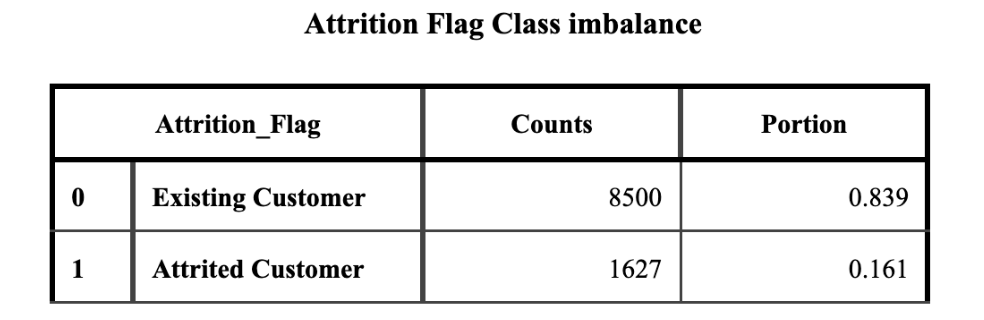 Attrition Flag Class imbalance
Attrition_Flag Counts Portion
0 Existing Customer 8500 0.839
1 Attrited Customer 1627 0.161